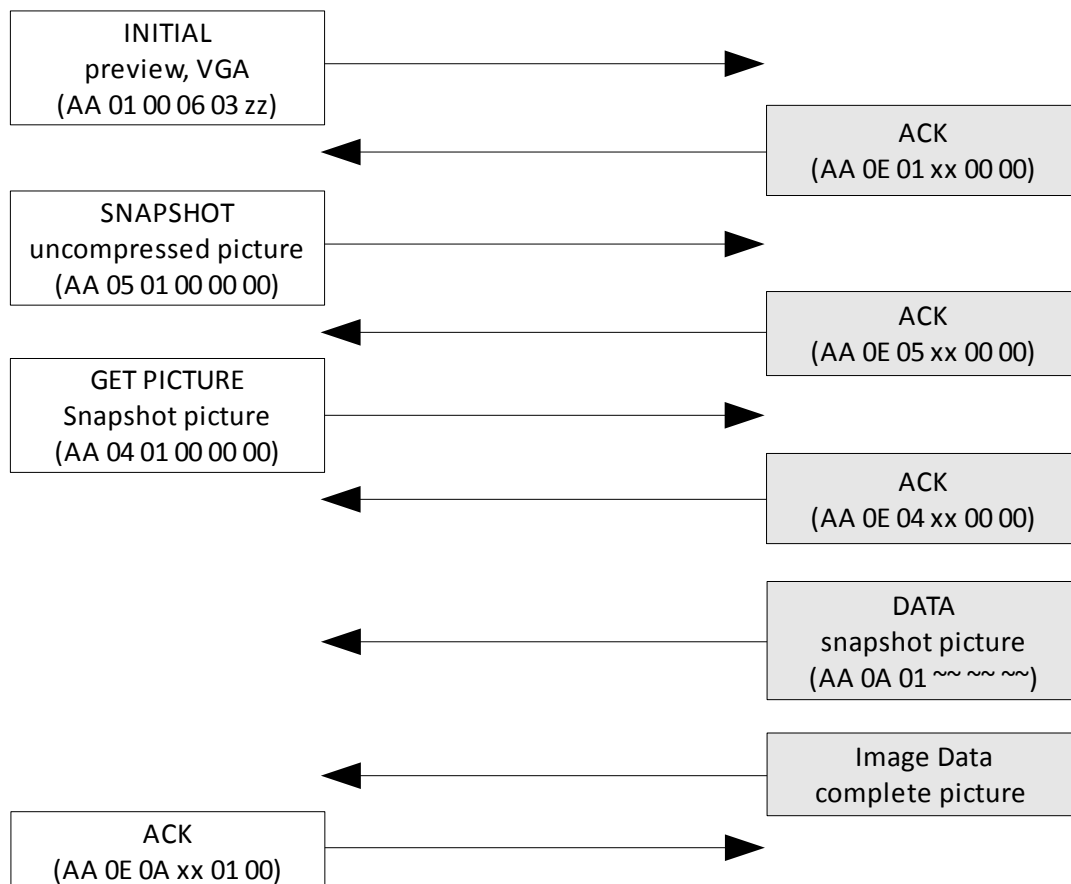 INITIAL
preview, VGA
(AA 01 00 06 03 zz)
ACK
(AA 0E 01 xx 00 00)
SNAPSHOT
uncompressed picture
(AA 05 01 00 00 00)
ACK
(AA 0E 05 xx 00 00)
GET PICTURE
Snapshot picture
(AA 04 01 00 00 00)
ACK
(AA 0E 04 xx 00 00)
DATA
snapshot picture
(AA 0A 01 ~~ ~~ ~~)
Image Data
complete picture
ACK
(AA 0E 0A xx 01 00)